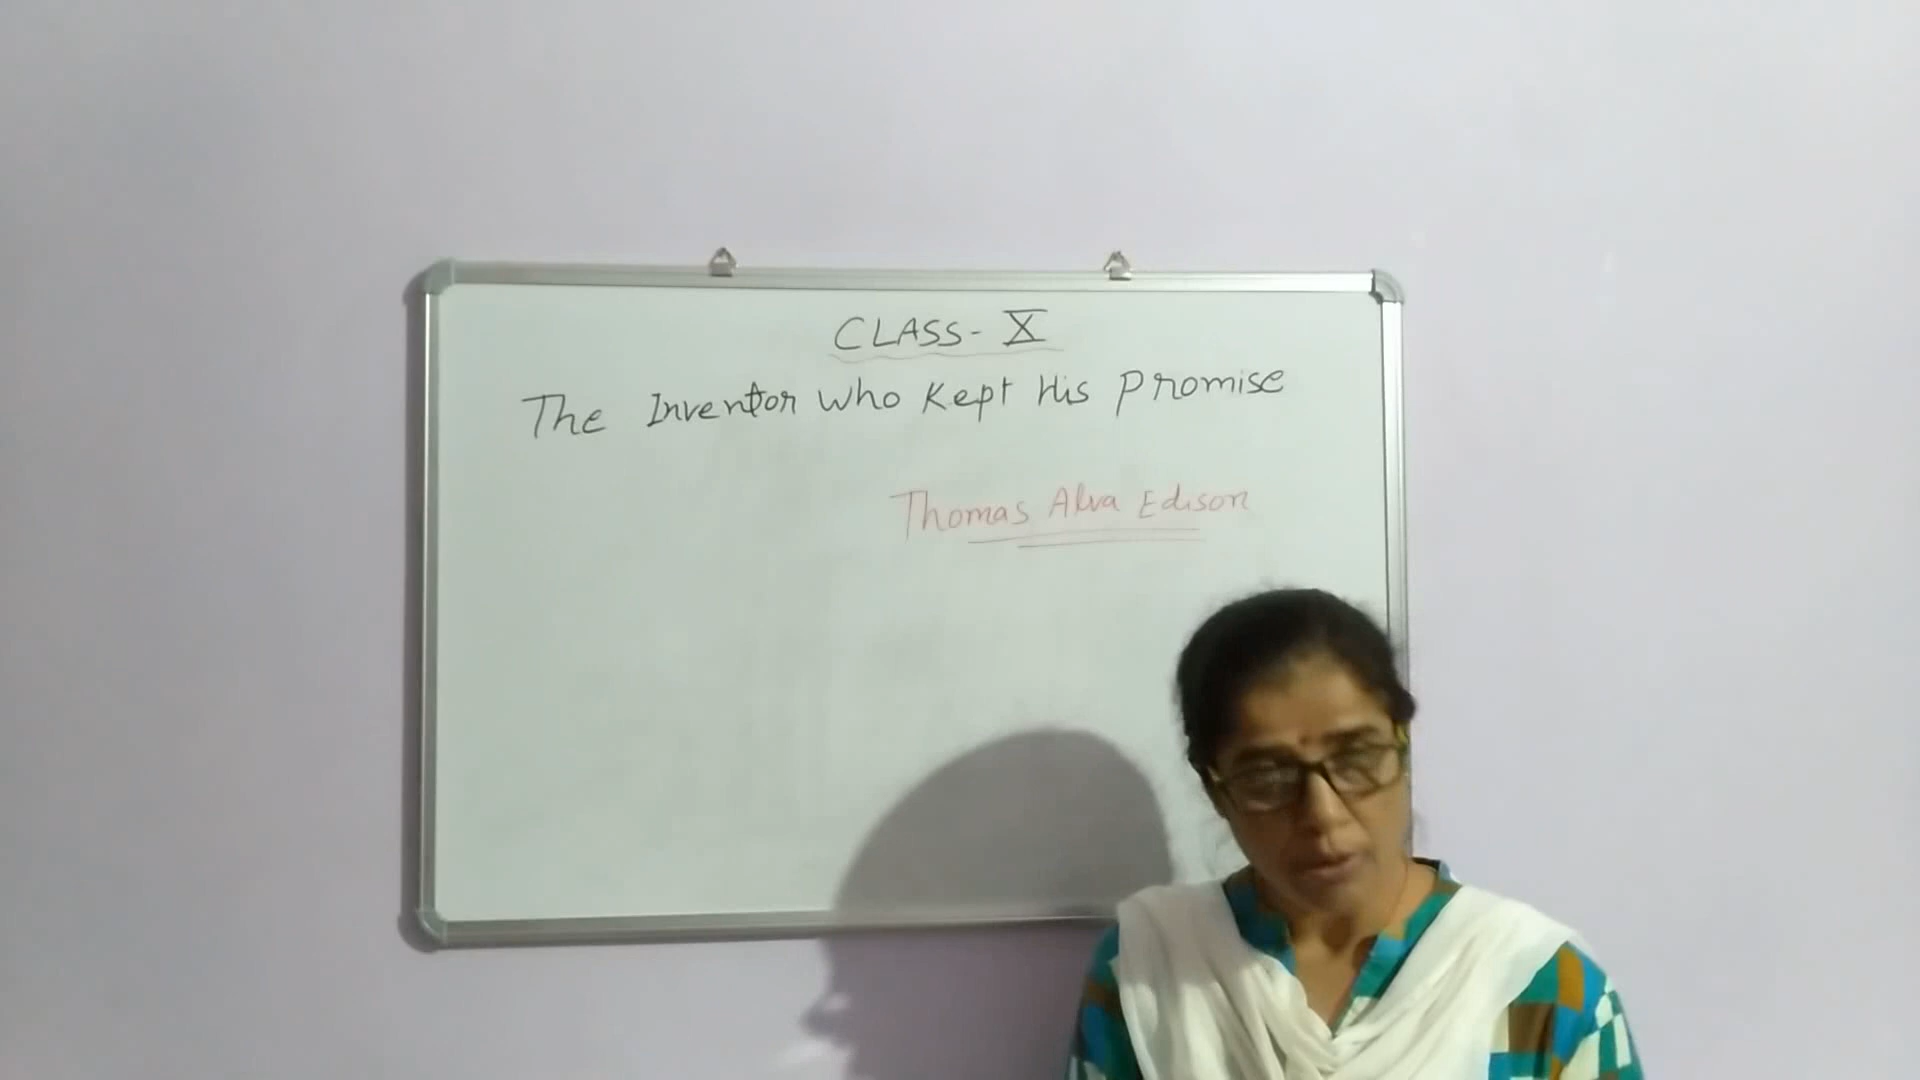 CLASS- X
The Inventor Who Kept His Promise
Thomas Alva Edison